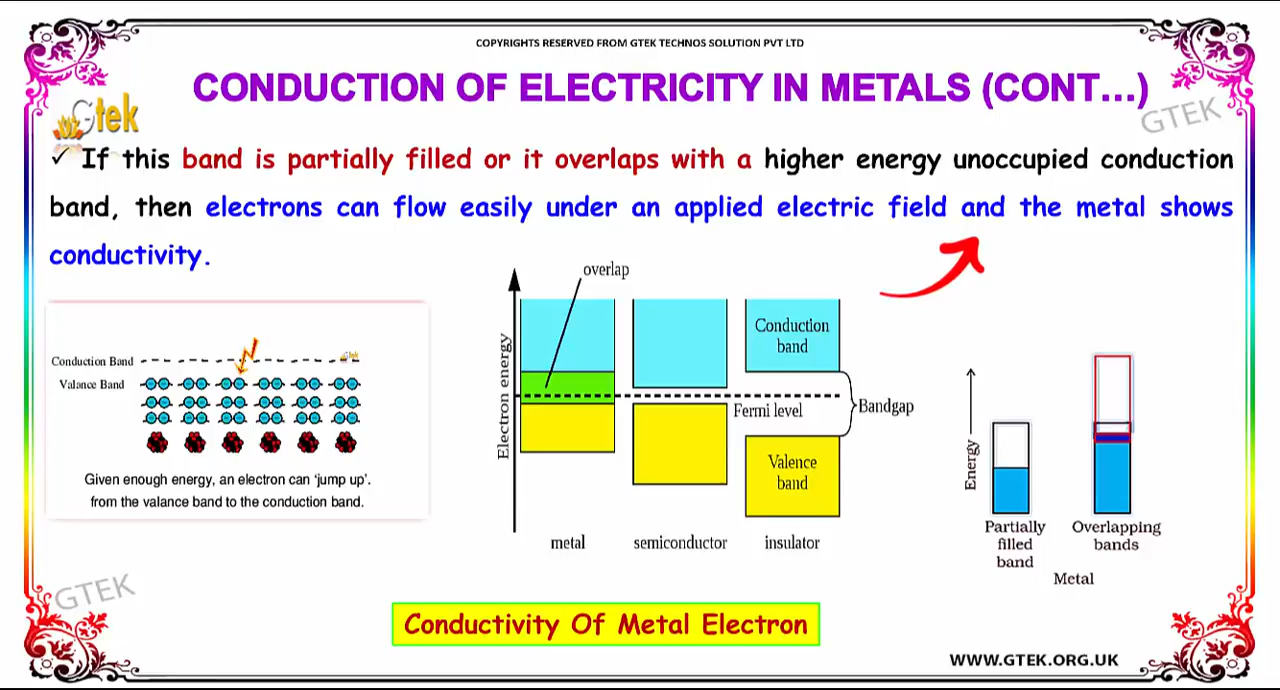 COPYRIGHTS RESERVED FROM GTEK TECHNOS SOLUTION PVT LTD
CONDUCTION OF ELECTRICITY IN METALS (CONT...)
Gtek
GTEK
✓ If this band is partially filled or it overlaps with a higher energy unoccupied conduction
band, then electrons can flow easily under an applied electric field and the metal shows
conductivity.
Conduction Band
Valance Band
Given enough energy, an electron can 'jump up'.
from the valance band to the conduction band.
overlap
Electron energy
Conduction
band
Fermi level
Bandgap
Valence
band
metal
semiconductor
insulator
Energy
Partially
filled
band
Overlapping
bands
Metal
GTEK
Conductivity Of Metal Electron
WWW.GTEK.ORG.UK